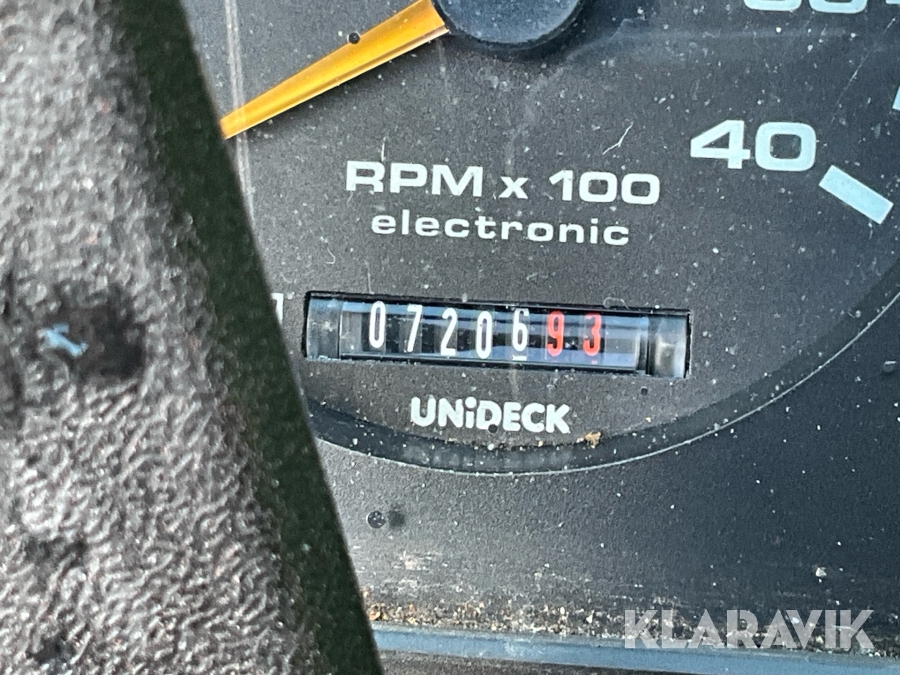 40
RPM x 100
electronic
0720693
UNiDECK
KLARAVIK